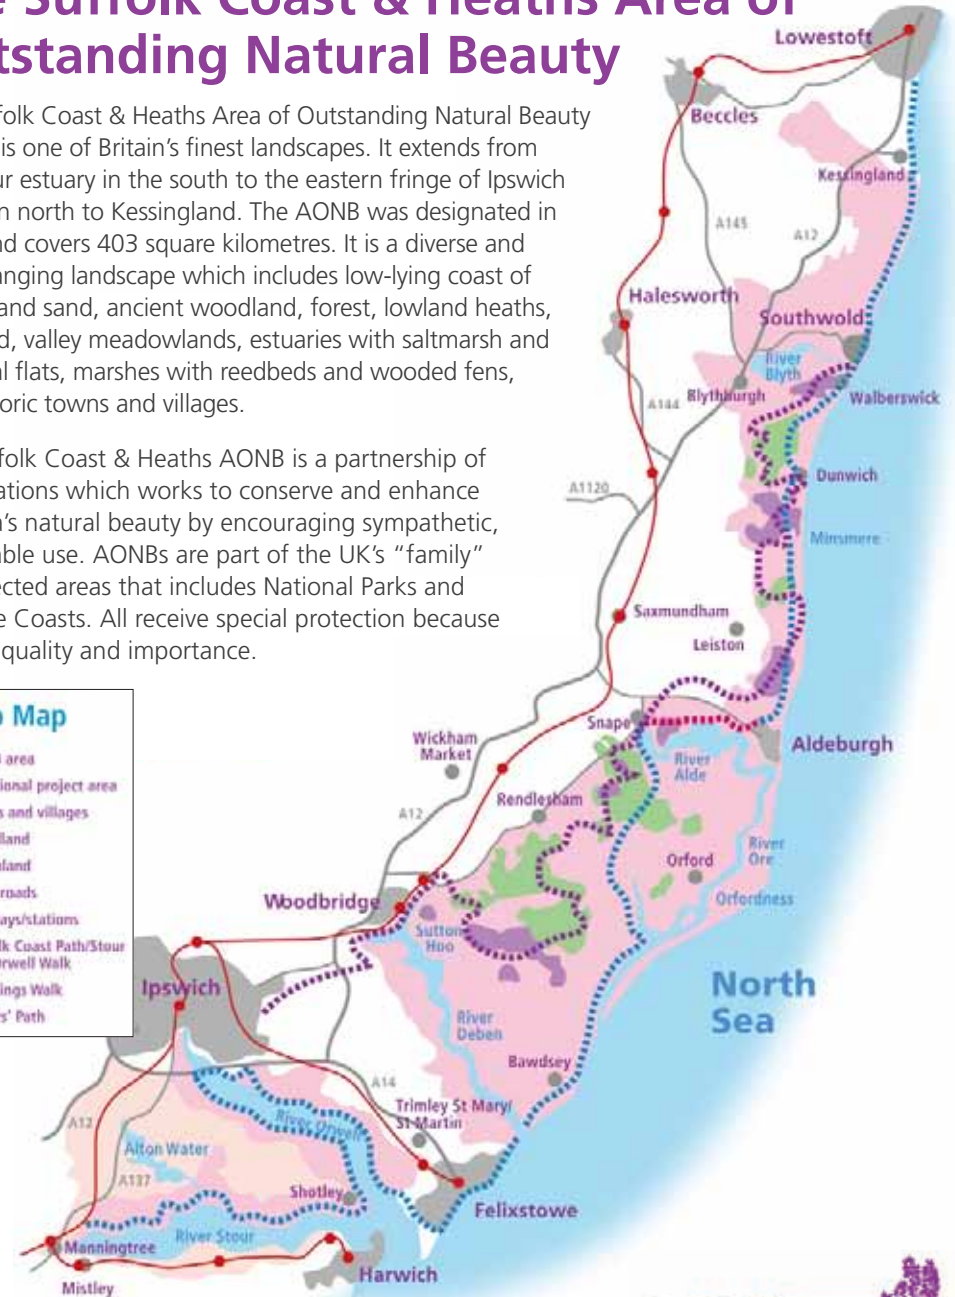 e Suffolk Coast & Heaths Area of
tstanding Natural Beauty
folk Coast & Heaths Area of Outstanding Natural Beauty
is one of Britain's finest landscapes. It extends from
ur estuary in the south to the eastern fringe of Ipswich
n north to Kessingland. The AONB was designated in
nd covers 403 square kilometres. It is a diverse and
anging landscape which includes low-lying coast of
and sand, ancient woodland, forest, lowland heaths,
d, valley meadowlands, estuaries with saltmarsh and
al flats, marshes with reedbeds and wooded fens,
oric towns and villages.
folk Coast & Heaths AONB is a partnership of
ations which works to conserve and enhance
's natural beauty by encouraging sympathetic,
ble use. AONBs are part of the UK's "family"
ected areas that includes National Parks and
e Coasts. All receive special protection because
quality and importance.
Map
area
ional project area
s and villages
land
land
roads
ays/stations
lk Coast Path/Stour
rwell Walk
ings Walk
rs' Path
Lowestoft
Beccles
Kessingland
A145
A12
Halesworth
Southwold
River
Blyth
Blythburgh
A144
Walberswick
Dunwich
A1120
Minsmere
Saxmundham
Leiston
Snape
Wickham
Market
Aldeburgh
River
Alde
Rendlesham
A12
River
Ore
Orford
Orfordness
Woodbridge
Sutton
Hoo
Ipswich
North
Sea
River
Deben
Bawdsey
A14
Trimley St Mary/
St Martin
River Orwell
A12
Alton Water
A137
Shotley
Felixstowe
River Stour
Manningtree
Mistley
Harwich